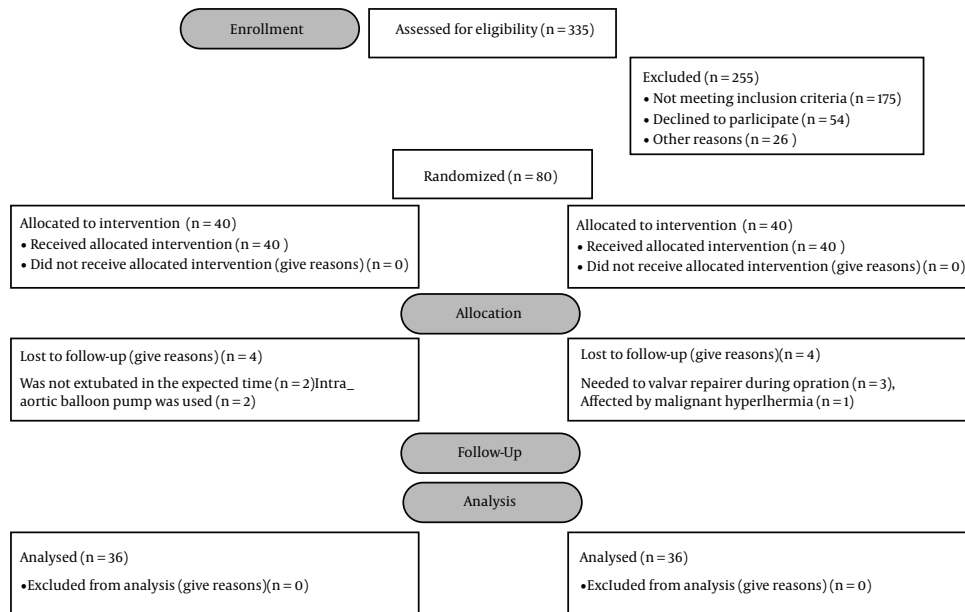 Enrollment
Assessed for eligibility (n = 335)
Excluded (n = 255)
• Not meeting inclusion criteria (n = 175)
• Declined to participate (n = 54)
• Other reasons (n = 26 )
Randomized (n = 80)
Allocated to intervention (n = 40)
• Received allocated intervention (n = 40 )
• Did not receive allocated intervention (give reasons) (n = 0)
Allocated to intervention (n = 40)
• Received allocated intervention (n = 40 )
• Did not receive allocated intervention (give reasons) (n = 0)
Allocation
Lost to follow-up (give reasons) (n = 4)
Was not extubated in the expected time (n = 2)Intra_
aortic balloon pump was used (n = 2)
Lost to follow-up (give reasons)(n = 4)
Needed to valvar repairer during opration (n = 3),
Affected by malignant hyperlhermia (n = 1)
Follow-Up
Analysis
Analysed (n = 36)
•Excluded from analysis (give reasons)(n = 0)
Analysed (n = 36)
•ExcIuded from anaIysis (give reasons) (n = 0)